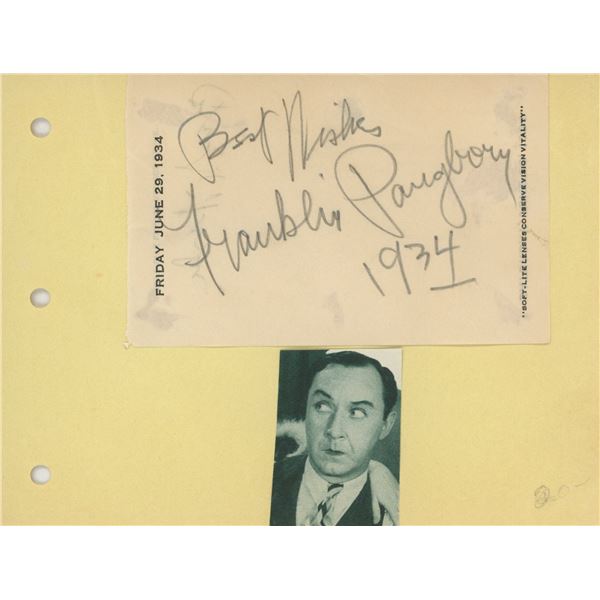 FRIDAY JUNE 29, 1934
Best Wishes
Franklin Pangborn
1934
"SOFT-LITE LENSES CONSERVE VISION VITALITY"